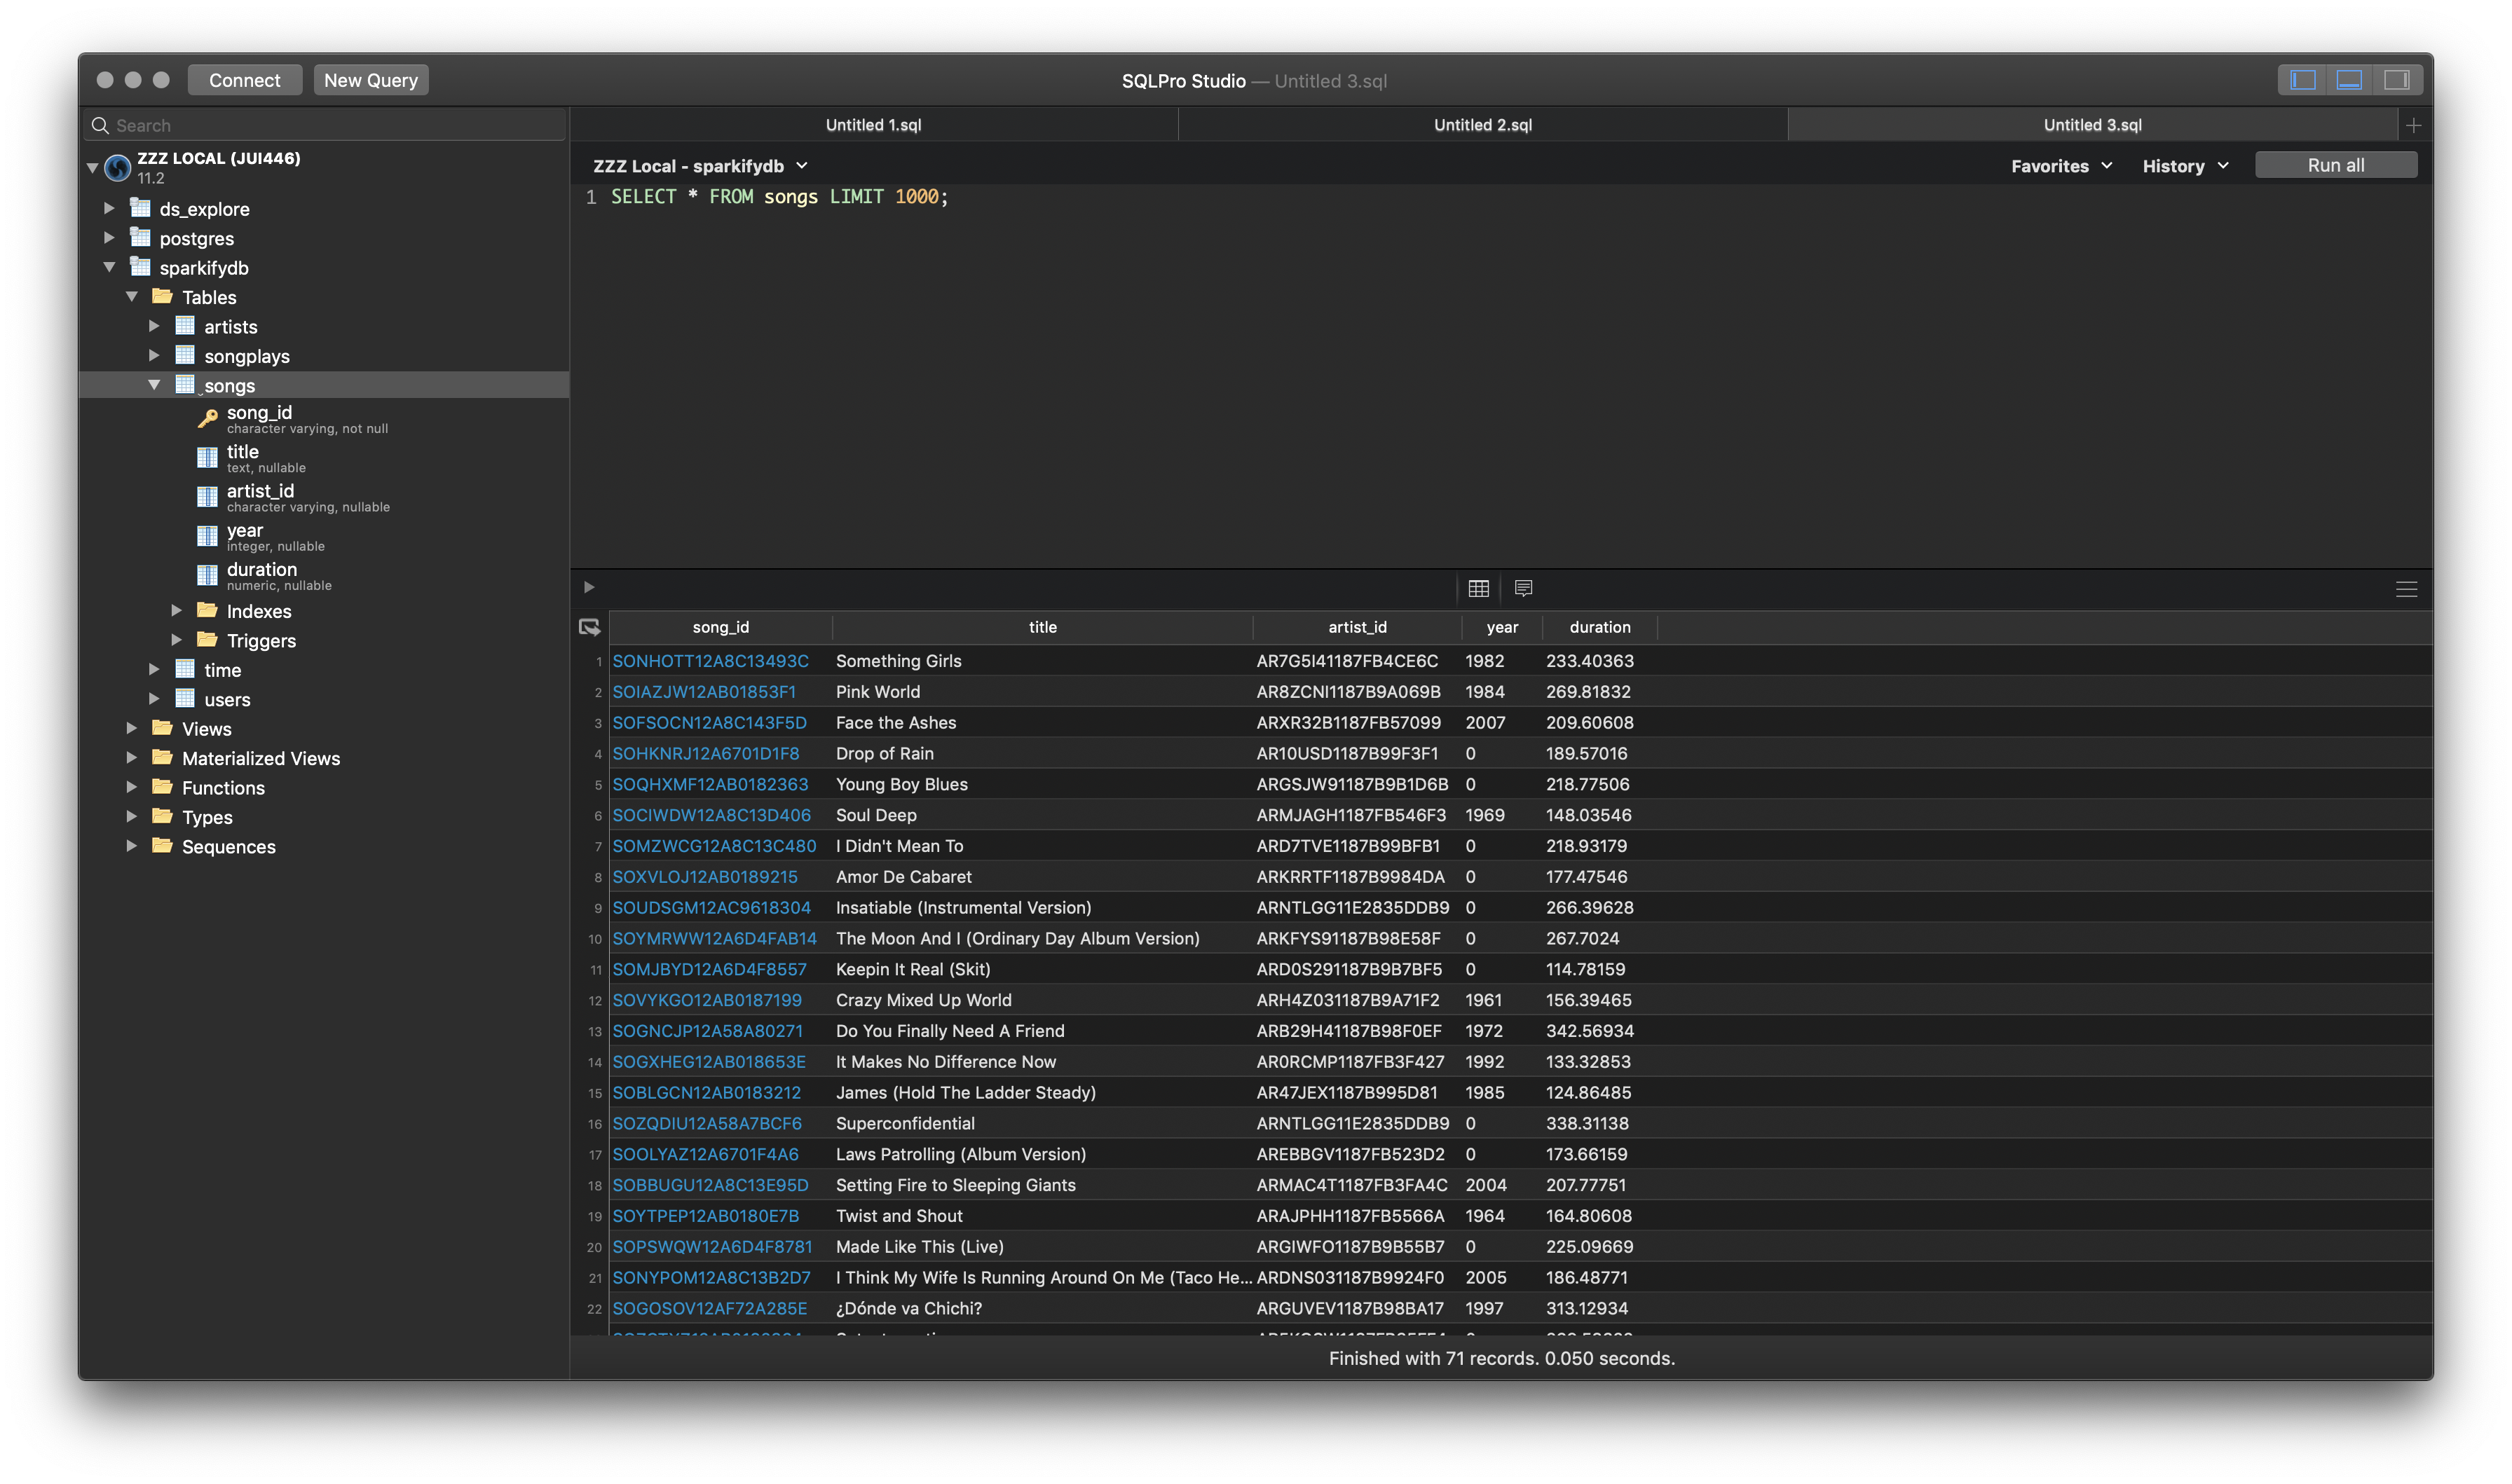 Connect New Query SQLPro Studio — Untitled 3.sql
Search
Untitled 1.sql Untitled 2.sql Untitled 3.sql
ZZZ LOCAL (JUI446)
11.2
ds_explore
postgres
sparkifydb
Tables
artists
songplays
songs
song_id
character varying, not null
title
text, nullable
artist_id
character varying, nullable
year
integer, nullable
duration
numeric, nullable
Indexes
Triggers
time
users
Views
Materialized Views
Functions
Types
Sequences
ZZZ Local - sparkifydb Favorites History Run all
1 SELECT * FROM songs LIMIT 1000;
song_id title artist_id year duration
1 SONHOTT12A8C13493C Something Girls AR7G5I41187FB4CE6C 1982 233.40363
2 SOIAZJW12AB01853F1 Pink World AR8ZCNI1187B9A069B 1984 269.81832
3 SOFSOCN12A8C143F5D Face the Ashes ARXR32B1187FB57099 2007 209.60608
4 SOHKNRJ12A6701D1F8 Drop of Rain AR10USD1187B99F3F1 0 189.57016
5 SOQHXMF12AB0182363 Young Boy Blues ARGSJW91187B9B1D6B 0 218.77506
6 SOCIWDW12A8C13D406 Soul Deep ARMJAGH1187FB546F3 1969 148.03546
7 SOMZWCG12A8C13C480 I Didn't Mean To ARD7TVE1187B99BFB1 0 218.93179
8 SOXVLOJ12AB0189215 Amor De Cabaret ARKRRTF1187B9984DA 0 177.47546
9 SOUDSGM12AC9618304 Insatiable (Instrumental Version) ARNTLGG11E2835DDB9 0 266.39628
10 SOYMRWW12A6D4FAB14 The Moon And I (Ordinary Day Album Version) ARKFYS91187B98E58F 0 267.7024
11 SOMJBYD12A6D4F8557 Keepin It Real (Skit) ARD0S291187B9B7BF5 0 114.78159
12 SOVYKGO12AB0187199 Crazy Mixed Up World ARH4Z031187B9A71F2 1961 156.39465
13 SOGNCJP12A58A80271 Do You Finally Need A Friend ARB29H41187B98F0EF 1972 342.56934
14 SOGXHEG12AB018653E It Makes No Difference Now AR0RCMP1187FB3F427 1992 133.32853
15 SOBLGCN12AB0183212 James (Hold The Ladder Steady) AR47JEX1187B995D81 1985 124.86485
16 SOZQDIU12A58A7BCF6 Superconfidential ARNTLGG11E2835DDB9 0 338.31138
17 SOOLYAZ12A6701F4A6 Laws Patrolling (Album Version) AREBBGV1187FB523D2 0 173.66159
18 SOBBUGU12A8C13E95D Setting Fire to Sleeping Giants ARMAC4T1187FB3FA4C 2004 207.77751
19 SOYTPEP12AB0180E7B Twist and Shout ARAJPHH1187FB5566A 1964 164.80608
20 SOPSWQW12A6D4F8781 Made Like This (Live) ARGIWFO1187B9B55B7 0 225.09669
21 SONYPOM12A8C13B2D7 I Think My Wife Is Running Around On Me (Taco He... ARDNS031187B9924F0 2005 186.48771
22 SOGOSOV12AF72A285E ¿Dónde va Chichi? ARGUVEV1187B98BA17 1997 313.12934
Finished with 71 records. 0.050 seconds.